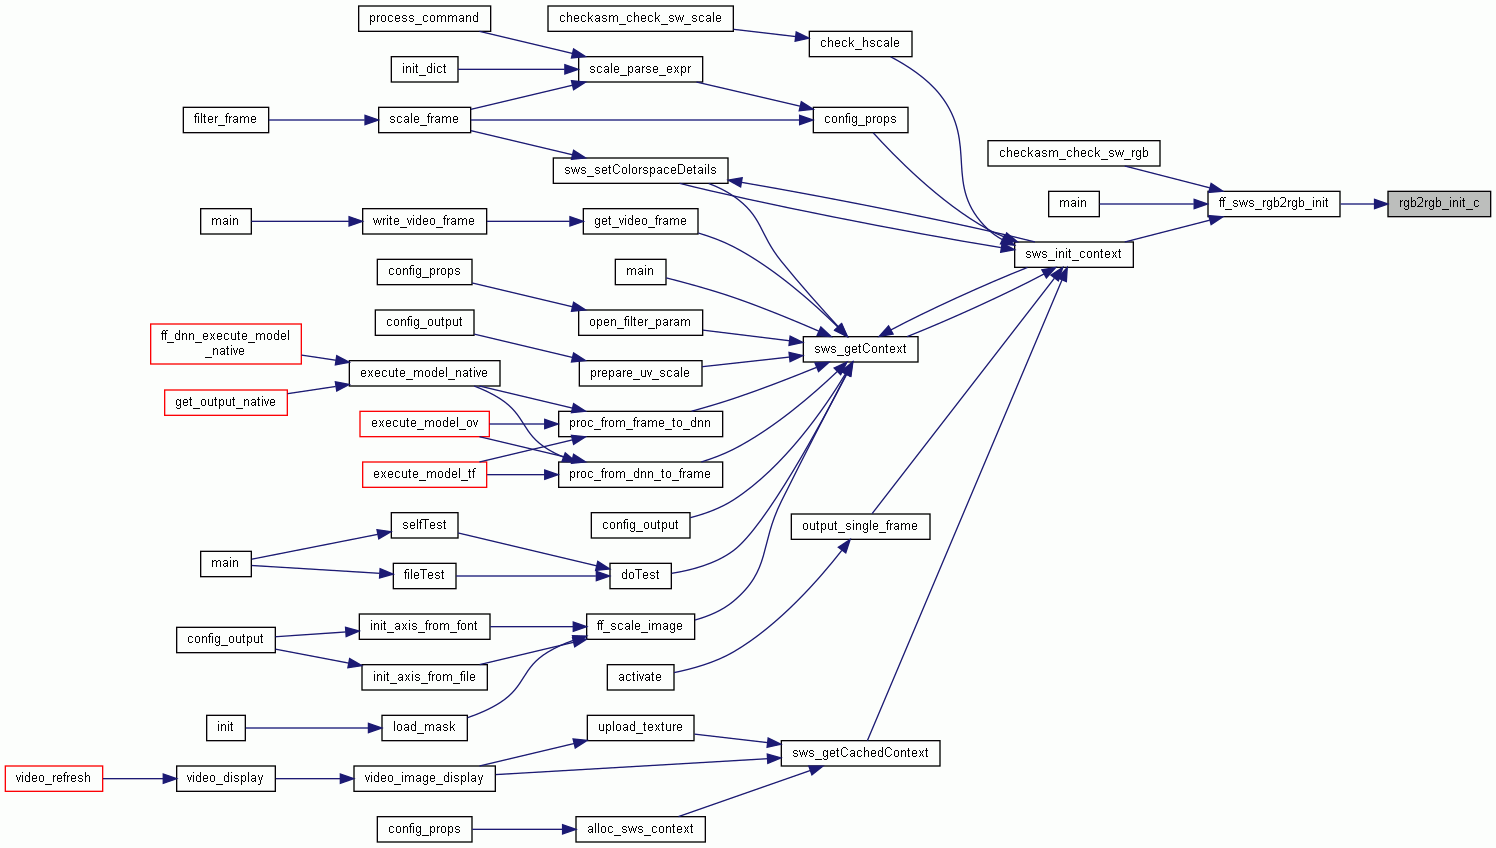 process_command
checkasm_check_sw_scale
check_hscale
init_dict
scale_parse_expr
filter_frame
scale_frame
config_props
checkasm_check_sw_rgb
sws_setColorspaceDetails
main
ff_sws_rgb2rgb_init
rgb2rgb_init_c
main
write_video_frame
get_video_frame
sws_init_context
config_props
main
config_output
open_filter_param
ff_dnn_execute_model
_native
sws_getContext
execute_model_native
prepare_uv_scale
get_output_native
execute_model_ov
proc_from_frame_to_dnn
execute_model_tf
proc_from_dnn_to_frame
selfTest
config_output
output_single_frame
main
fileTest
doTest
config_output
init_axis_from_font
ff_scale_image
init_axis_from_file
activate
init
load_mask
upload_texture
sws_getCachedContext
video_refresh
video_display
video_image_display
config_props
alloc_sws_context